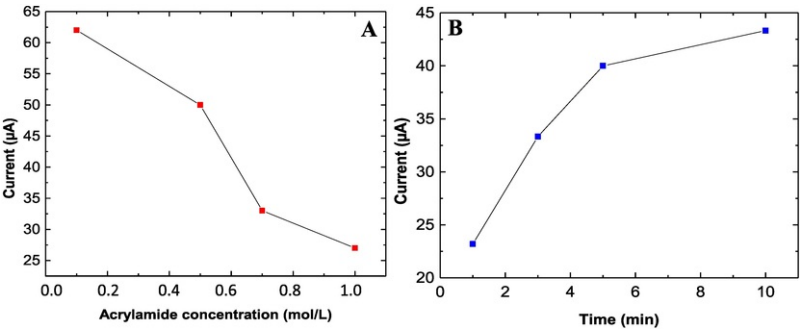 A
65
60
55
50
45
40
35
30
25
Current (µA)
0.0 0.2 0.4 0.6 0.8 1.0
Acrylamide concentration (mol/L)
B
45
40
35
30
25
20
Current (µA)
0 2 4 6 8 10
Time (min)